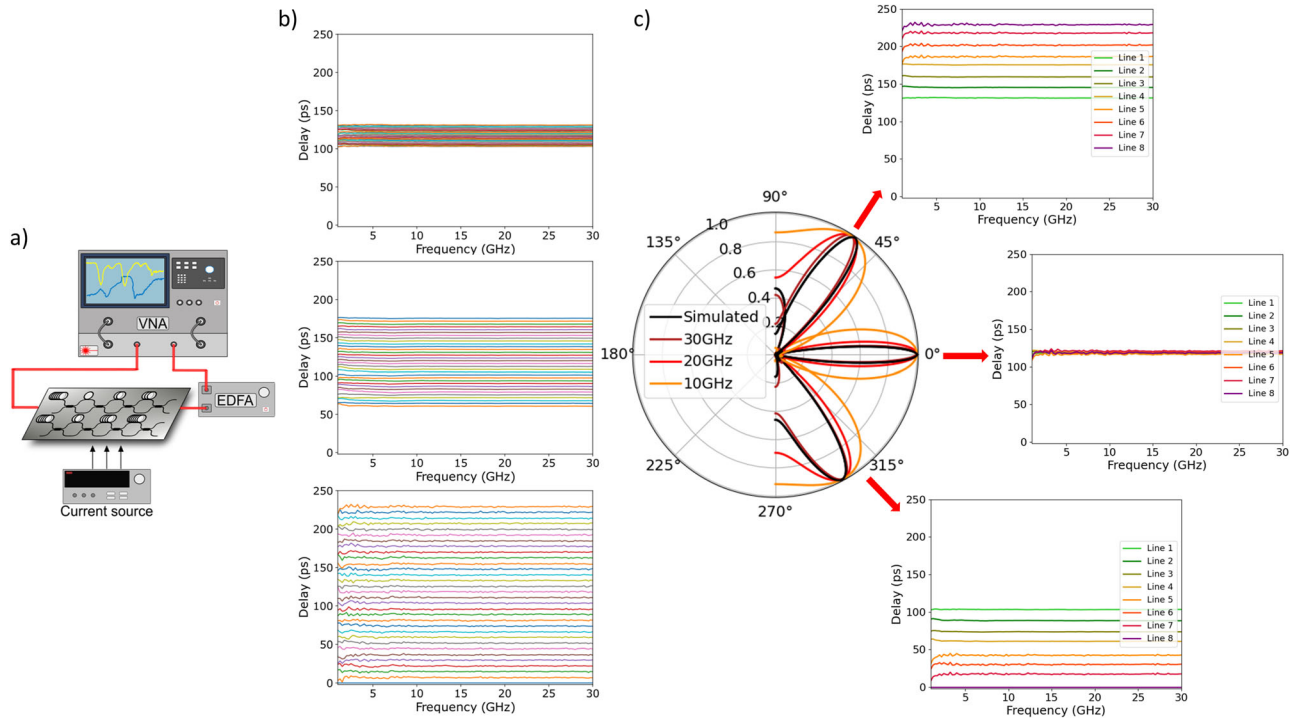 a)
VNA
EDFA
Current source
b)
250
200
150
100
50
0
Delay (ps)
5
10
15
20
25
30
Frequency (GHz)
250
200
150
100
50
0
Delay (ps)
5
10
15
20
25
30
Frequency (GHz)
250
200
150
100
50
0
Delay (ps)
5
10
15
20
25
30
Frequency (GHz)
c)
90°
135°
45°
180°
0°
225°
315°
270°
1.0
0.8
0.6
0.4
0.2
Simulated
30GHz
20GHz
10GHz
250
200
150
100
50
0
Delay (ps)
5
10
15
20
25
30
Frequency (GHz)
Line 1
Line 2
Line 3
Line 4
Line 5
Line 6
Line 7
Line 8
250
200
150
100
50
0
Delay (ps)
5
10
15
20
25
30
Frequency (GHz)
Line 1
Line 2
Line 3
Line 4
Line 5
Line 6
Line 7
Line 8
250
200
150
100
50
0
Delay (ps)
5
10
15
20
25
30
Frequency (GHz)
Line 1
Line 2
Line 3
Line 4
Line 5
Line 6
Line 7
Line 8